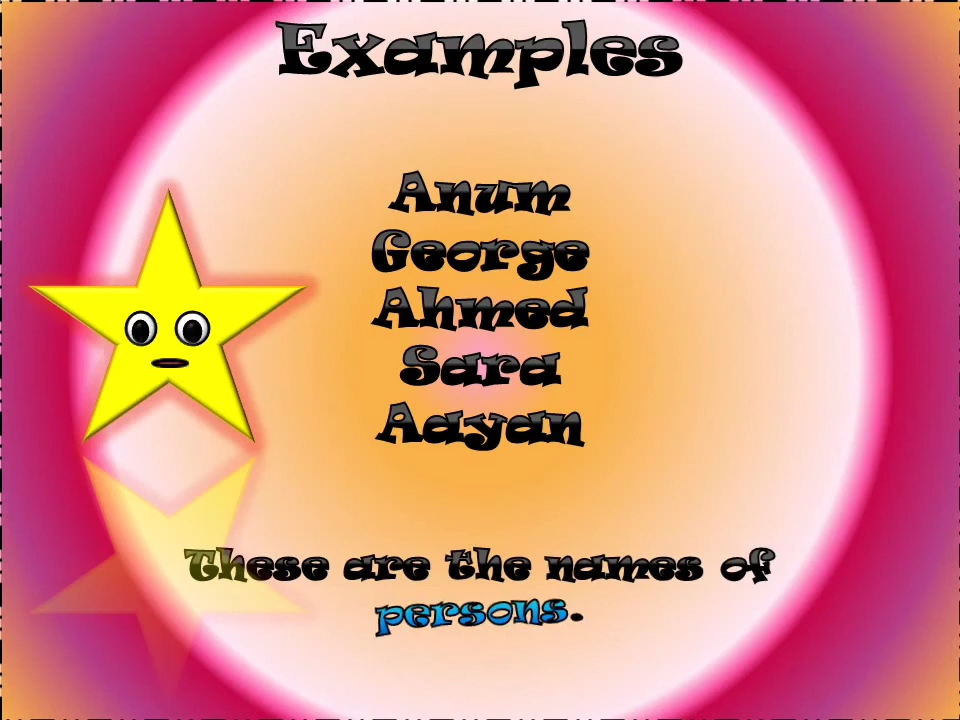 Examples
Anum
George
Ahmed
Sara
Aayan
These are the names of
persons.